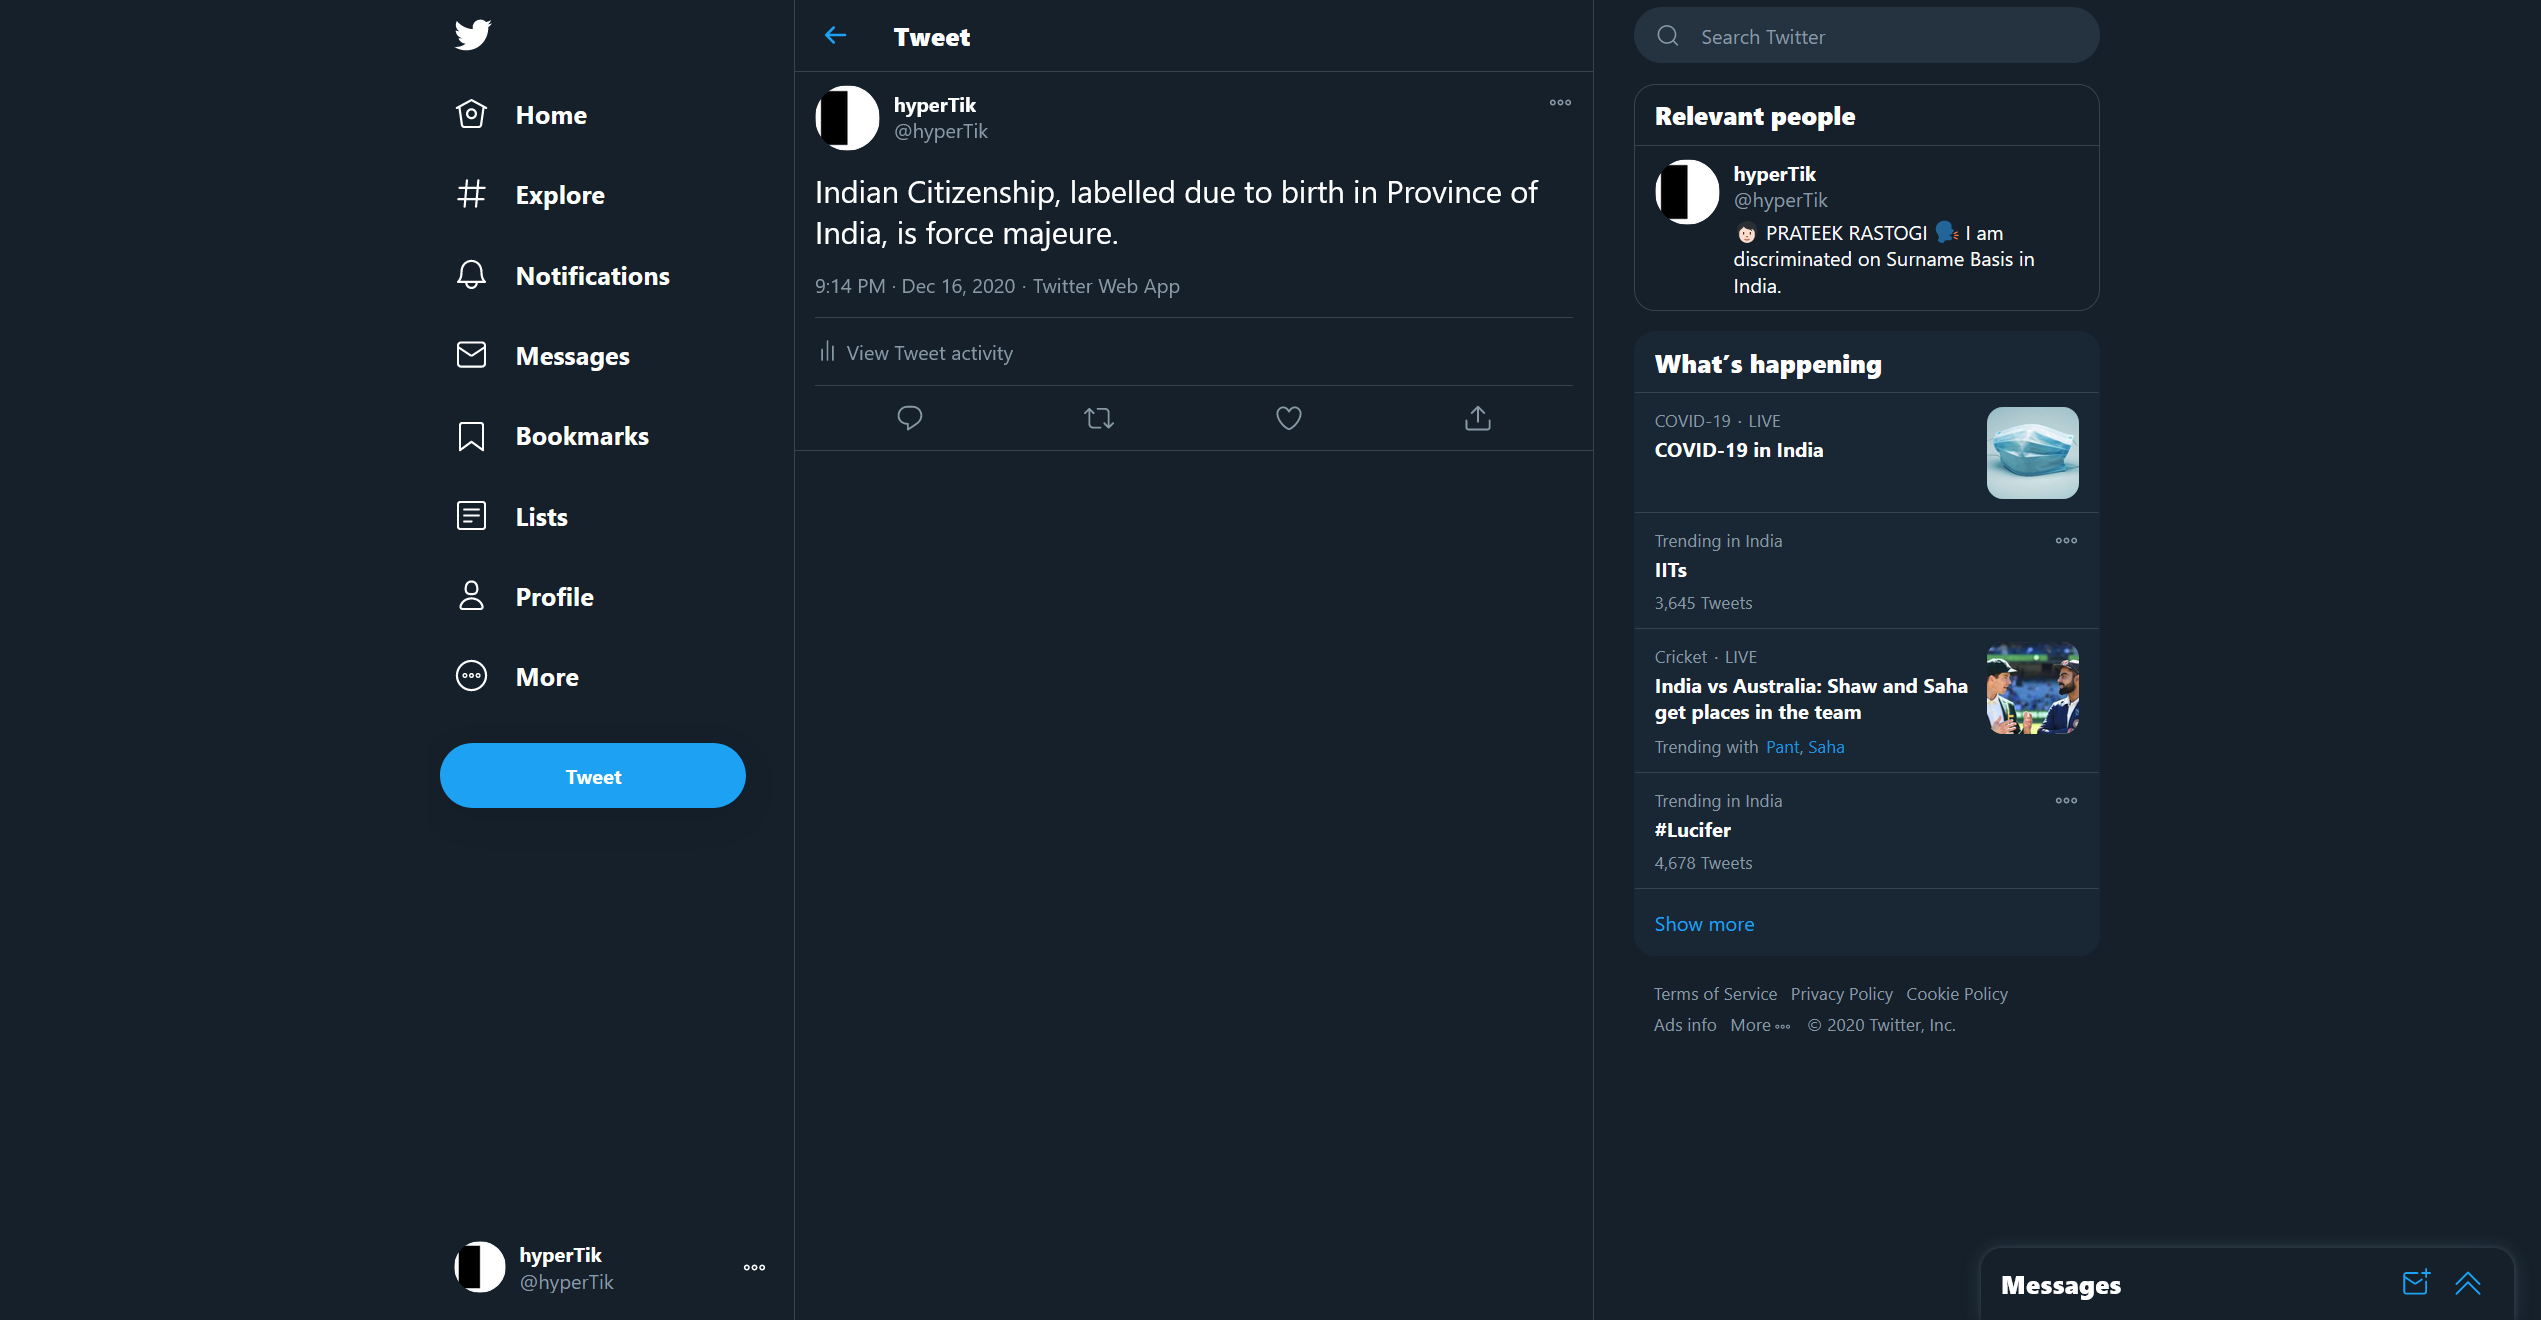 Home
Explore
Notifications
Messages
Bookmarks
Lists
Profile
More
Tweet
hyperTik
@hyperTik
Tweet
hyperTik
@hyperTik
Indian Citizenship, labelled due to birth in Province of
India, is force majeure.
9:14 PM · Dec 16, 2020 · Twitter Web App
View Tweet activity
Search Twitter
Relevant people
hyperTik
@hyperTik
PRATEEK RASTOGI I am
discriminated on Surname Basis in
India.
What's happening
COVID-19 · LIVE
COVID-19 in India
Trending in India
IITs
3,645 Tweets
Cricket · LIVE
India vs Australia: Shaw and Saha
get places in the team
Trending with Pant, Saha
Trending in India
#Lucifer
4,678 Tweets
Show more
Terms of Service Privacy Policy Cookie Policy
Ads info More © 2020 Twitter, Inc.
Messages